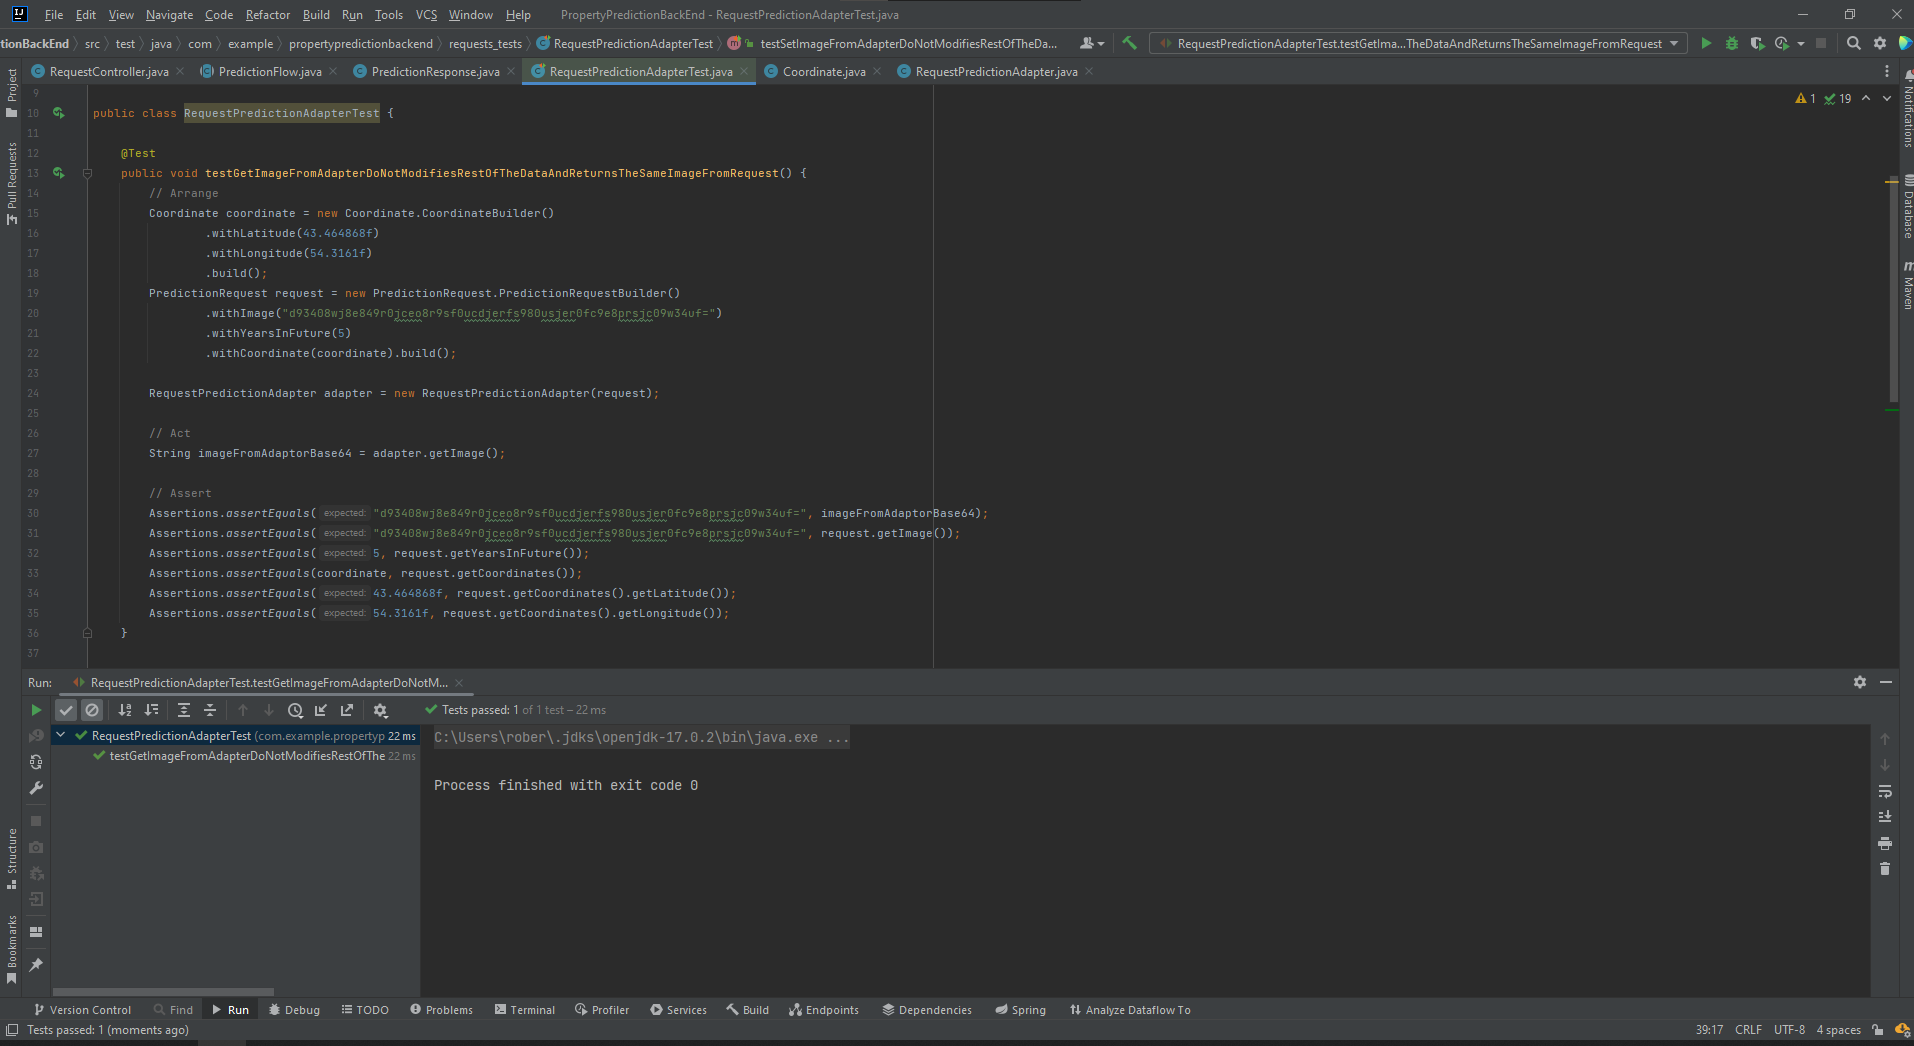 File Edit View Navigate Code Refactor Build Run Tools VCS Window Help PropertyPredictionBackEnd - RequestPredictionAdapterTest.java
tionBackEnd src test java com example propertypredictionbackend requests_tests RequestPredictionAdapterTest testSetImageFromAdapterDoNotModifiesRestOfTheDa... RequestPredictionAdapterTest.testGetIma...TheDataAndReturnsTheSameImageFromRequest
RequestController.java PredictionFlow.java PredictionResponse.java RequestPredictionAdapterTest.java Coordinate.java RequestPredictionAdapter.java
Project
Pull Requests
Structure
Bookmarks
Notifications
Database
Maven
1 19
9
10 public class RequestPredictionAdapterTest {
11
12 @Test
13 public void testGetImageFromAdapterDoNotModifiesRestOfTheDataAndReturnsTheSameImageFromRequest() {
14 // Arrange
15 Coordinate coordinate = new Coordinate.CoordinateBuilder()
16 .withLatitude(43.464868f)
17 .withLongitude(54.3161f)
18 .build();
19 PredictionRequest request = new PredictionRequest.PredictionRequestBuilder()
20 .withImage("d93408wj8e849r0jceo8r9sf0ucdjerfs980usjer0fc9e8prsjc09w34uf=")
21 .withYearsInFuture(5)
22 .withCoordinate(coordinate).build();
23
24 RequestPredictionAdapter adapter = new RequestPredictionAdapter(request);
25
26 // Act
27 String imageFromAdaptorBase64 = adapter.getImage();
28
29 // Assert
30 Assertions.assertEquals( expected: "d93408wj8e849r0jceo8r9sf0ucdjerfs980usjer0fc9e8prsjc09w34uf=", imageFromAdaptorBase64);
31 Assertions.assertEquals( expected: "d93408wj8e849r0jceo8r9sf0ucdjerfs980usjer0fc9e8prsjc09w34uf=", request.getImage());
32 Assertions.assertEquals( expected: 5, request.getYearsInFuture());
33 Assertions.assertEquals(coordinate, request.getCoordinates());
34 Assertions.assertEquals( expected: 43.464868f, request.getCoordinates().getLatitude());
35 Assertions.assertEquals( expected: 54.3161f, request.getCoordinates().getLongitude());
36 }
37
Run: RequestPredictionAdapterTest.testGetImageFromAdapterDoNotM...
Tests passed: 1 of 1 test – 22 ms
RequestPredictionAdapterTest (com.example.propertyp 22 ms
testGetImageFromAdapterDoNotModifiesRestOfThe 22 ms
C:\Users\rober\.jdks\openjdk-17.0.2\bin\java.exe ...
Process finished with exit code 0
Version Control Find Run Debug TODO Problems Terminal Profiler Services Build Endpoints Dependencies Spring Analyze Dataflow To
Tests passed: 1 (moments ago) 39:17 CRLF UTF-8 4 spaces